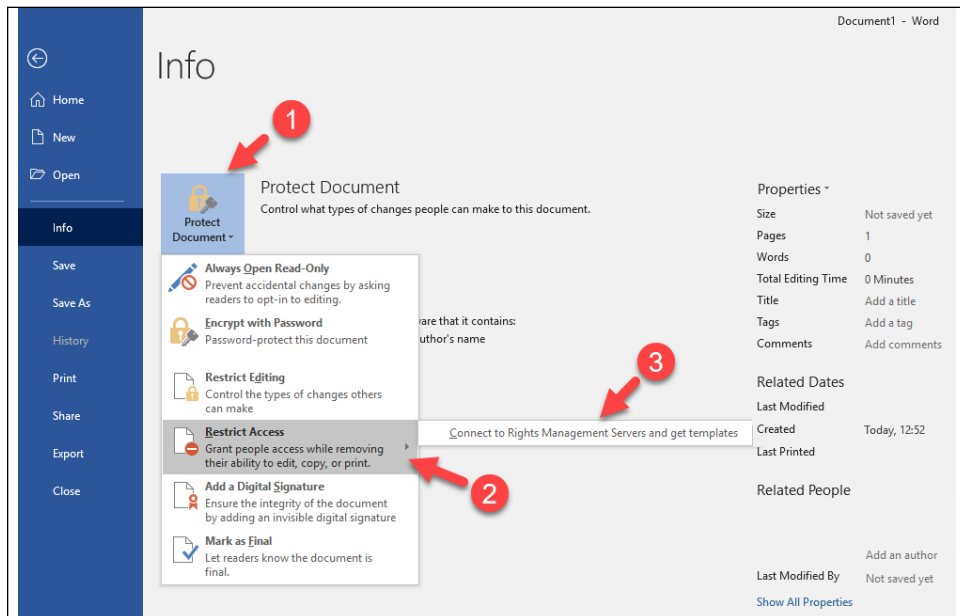 Document1 - Word
Info
Home
New
Open
Info
Save
Save As
History
Print
Share
Export
Close
1
Protect
Document
Protect Document
Control what types of changes people can make to this document.
Always Open Read-Only
Prevent accidental changes by asking
readers to opt-in to editing.
Encrypt with Password
Password-protect this document
Restrict Editing
Control the types of changes others
can make
Restrict Access
Grant people access while removing
their ability to edit, copy, or print.
Add a Digital Signature
Ensure the integrity of the document
by adding an invisible digital signature
Mark as Final
Let readers know the document is
final.
that it contains:
name
3
Connect to Rights Management Servers and get templates
2
Properties
Size Not saved yet
Pages 1
Words 0
Total Editing Time 0 Minutes
Title Add a title
Tags Add a tag
Comments Add comments
Related Dates
Last Modified
Created Today, 12:52
Last Printed
Related People
Add an author
Last Modified By Not saved yet
Show All Properties